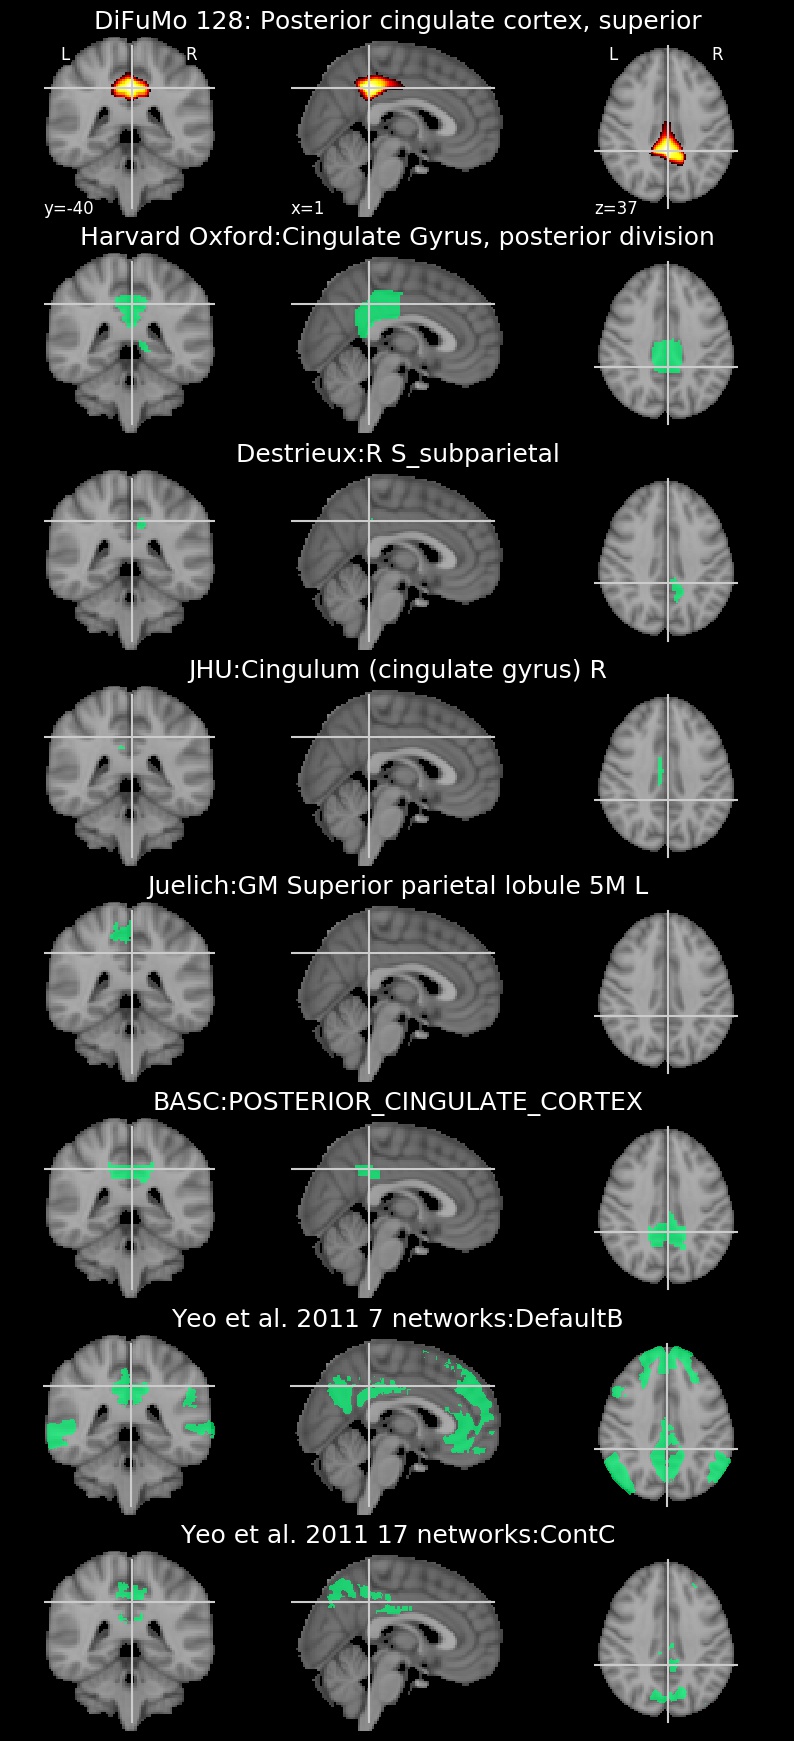 DiFuMo 128: Posterior cingulate cortex, superior
L R L R
y=-40 x=1 z=37
Harvard Oxford:Cingulate Gyrus, posterior division
Destrieux:R S_subparietal
JHU:Cingulum (cingulate gyrus) R
Juelich:GM Superior parietal lobule 5M L
BASC:POSTERIOR_CINGULATE_CORTEX
Yeo et al. 2011 7 networks:DefaultB
Yeo et al. 2011 17 networks:ContC